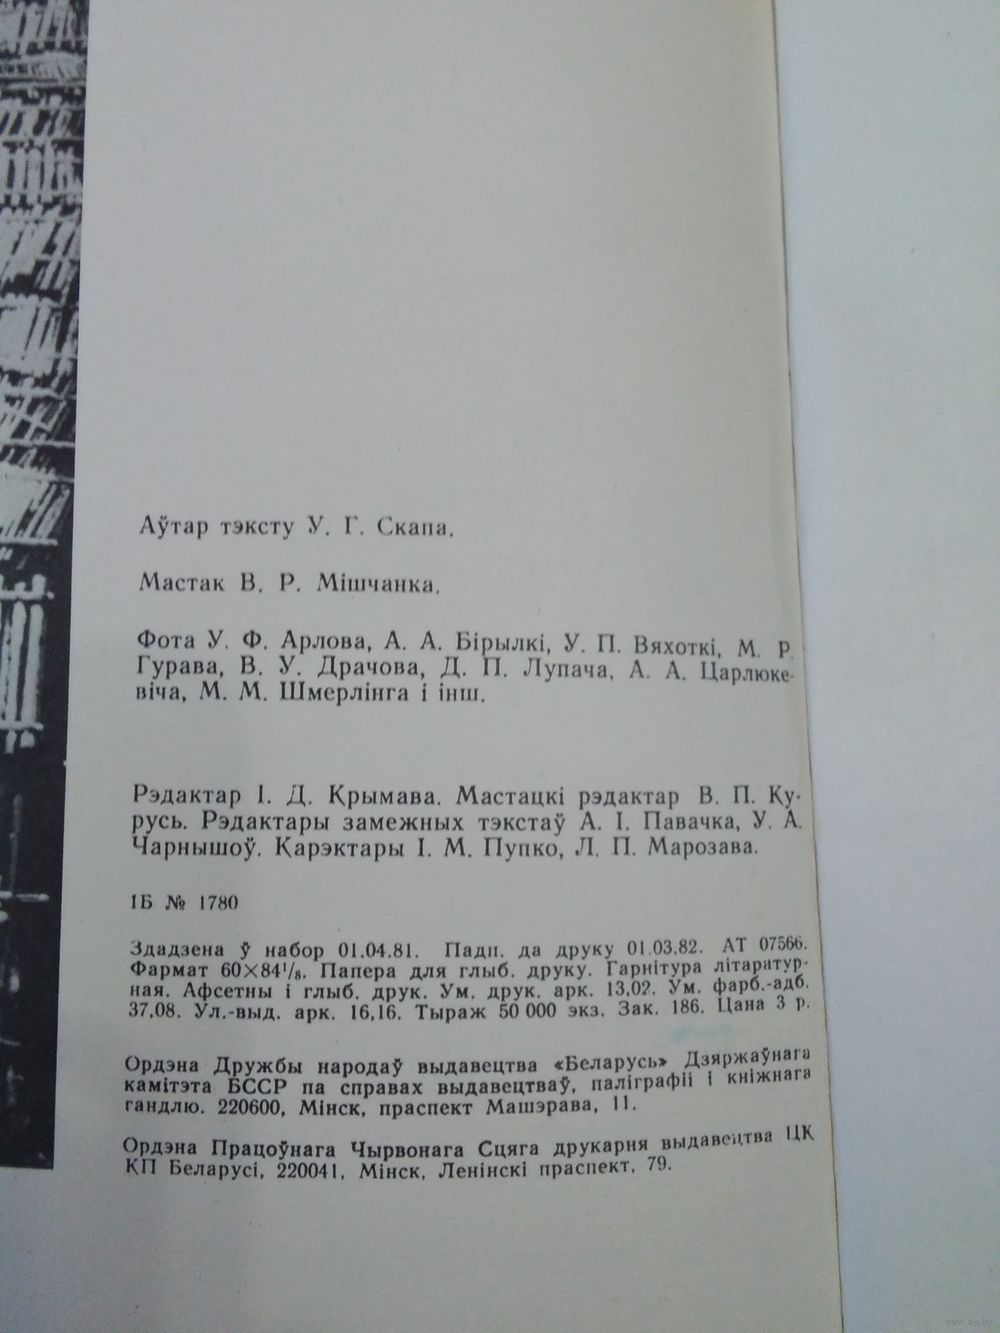 Аўтар тэксту У. Г. Скапа.
Мастак В. Р. Мішчанка.
Фота У. Ф. Арлова, А. А. Бірылкі, У. П. Вяхоткі, М. Р.
Гурава, В. У. Драчова, Д. П. Лупача, А. А. Царлюке-
віча, М. М. Шмерлінга і інш.
Рэдактар І. Д. Крымава. Мастацкі рэдактар В. П. Ку-
русь. Рэдактары замежных тэкстаў А. І. Павачка, У. А.
Чарнышоў. Карэктары І. М. Пупко, Л. П. Марозава.
ІБ № 1780
Здадзена ў набор 01.04.81. Падп. да друку 01.03.82. АТ 07566.
Фармат 60×84¹/₈. Папера для глыб. друку. Гарнітура літаратур-
ная. Афсетны і глыб. друк. Ум. друк. арк. 13,02. Ум. фарб.-адб.
37,08. Ул.-выд. арк. 16,16. Тыраж 50 000 экз. Зак. 186. Цана 3 р.
Ордэна Дружбы народаў выдавецтва «Беларусь» Дзяржаўнага
камітэта БССР па справах выдавецтваў, паліграфіі і кніжнага
гандлю. 220600, Мінск, праспект Машэрава, 11.
Ордэна Працоўнага Чырвонага Сцяга друкарня выдавецтва ЦК
КП Беларусі, 220041, Мінск, Ленінскі праспект, 79.
www.ay.by